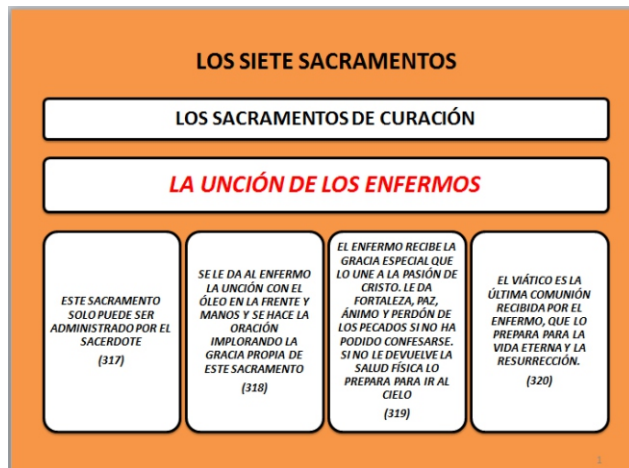 LOS SIETE SACRAMENTOS
LOS SACRAMENTOS DE CURACIÓN
LA UNCIÓN DE LOS ENFERMOS
ESTE SACRAMENTO
SOLO PUEDE SER
ADMINISTRADO POR EL
SACERDOTE
(317)
SE LE DA AL ENFERMO
LA UNCIÓN CON EL
ÓLEO EN LA FRENTE Y
MANOS Y SE HACE LA
ORACIÓN
IMPLORANDO LA
GRACIA PROPIA DE
ESTE SACRAMENTO
(318)
EL ENFERMO RECIBE LA
GRACIA ESPECIAL QUE
LO UNE A LA PASIÓN DE
CRISTO. LE DA
FORTALEZA, PAZ,
ÁNIMO Y PERDÓN DE
LOS PECADOS SI NO HA
PODIDO CONFESARSE.
SI NO LE DEVUELVE LA
SALUD FÍSICA LO
PREPARA PARA IR AL
CIELO
(319)
EL VIÁTICO ES LA
ÚLTIMA COMUNIÓN
RECIBIDA POR EL
ENFERMO, QUE LO
PREPARA PARA LA
VIDA ETERNA Y LA
RESURRECCIÓN.
(320)
1